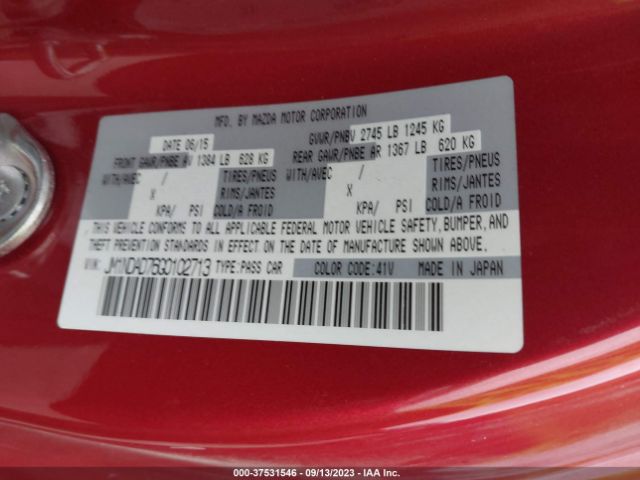 MFD. BY MAZDA MOTOR CORPORATION
DATE 06/15 GVWR/PNBV 2745 LB 1245 KG
FRONT GAWR/PNBE AV 1384 LB 628 KG REAR GAWR/PNBE AR 1367 LB 620 KG
WITH/AVEC / TIRES/PNEUS WITH/AVEC / TIRES/PNEUS
X RIMS/JANTES X RIMS/JANTES
KPA/ PSI COLD/A FROID KPA/ PSI COLD/A FROID
THIS VEHICLE CONFORMS TO ALL APPLICABLE FEDERAL MOTOR VEHICLE SAFETY, BUMPER, AND
THEFT PREVENTION STANDARDS IN EFFECT ON THE DATE OF MANUFACTURE SHOWN ABOVE.
VIN: JM1NDAD76G0102713 TYPE:PASS CAR COLOR CODE:41V MADE IN JAPAN
000-37531546 - 09/13/2023 - IAA Inc.